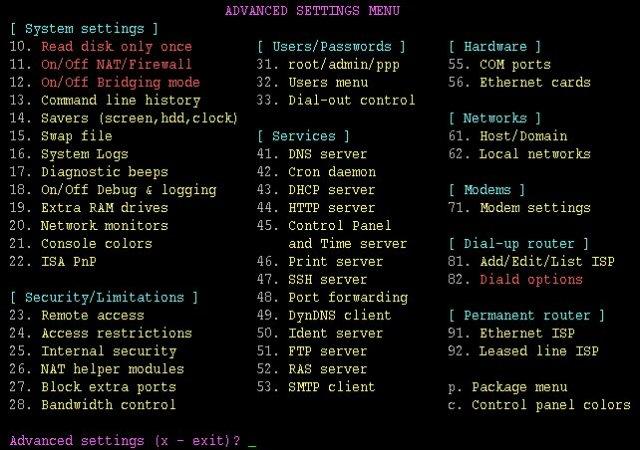 ADVANCED SETTINGS MENU
[ System settings ]
10. Read disk only once
11. On/Off NAT/Firewall
12. On/Off Bridging mode
13. Command line history
14. Savers (screen,hdd,clock)
15. Swap file
16. System Logs
17. Diagnostic beeps
18. On/Off Debug & logging
19. Extra RAM drives
20. Network monitors
21. Console colors
22. ISA PnP
[ Security/Limitations ]
23. Remote access
24. Access restrictions
25. Internal security
26. NAT helper modules
27. Block extra ports
28. Bandwidth control
[ Users/Passwords ]
31. root/admin/ppp
32. Users menu
33. Dial-out control
[ Services ]
41. DNS server
42. Cron daemon
43. DHCP server
44. HTTP server
45. Control Panel
and Time server
46. Print server
47. SSH server
48. Port forwarding
49. DynDNS client
50. Ident server
51. FTP server
52. RAS server
53. SMTP client
[ Hardware ]
55. COM ports
56. Ethernet cards
[ Networks ]
61. Host/Domain
62. Local networks
[ Modems ]
71. Modem settings
[ Dial-up router ]
81. Add/Edit/List ISP
82. Diald options
[ Permanent router ]
91. Ethernet ISP
92. Leased line ISP
p. Package menu
c. Control panel colors
Advanced settings (x - exit)? _